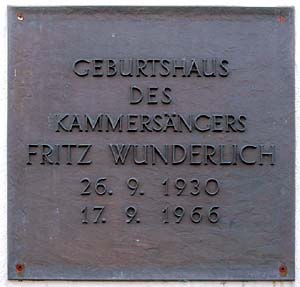 GEBURTSHAUS
DES
KAMMERSÄNGERS
FRITZ WUNDERLICH
26. 9. 1930
17. 9. 1966